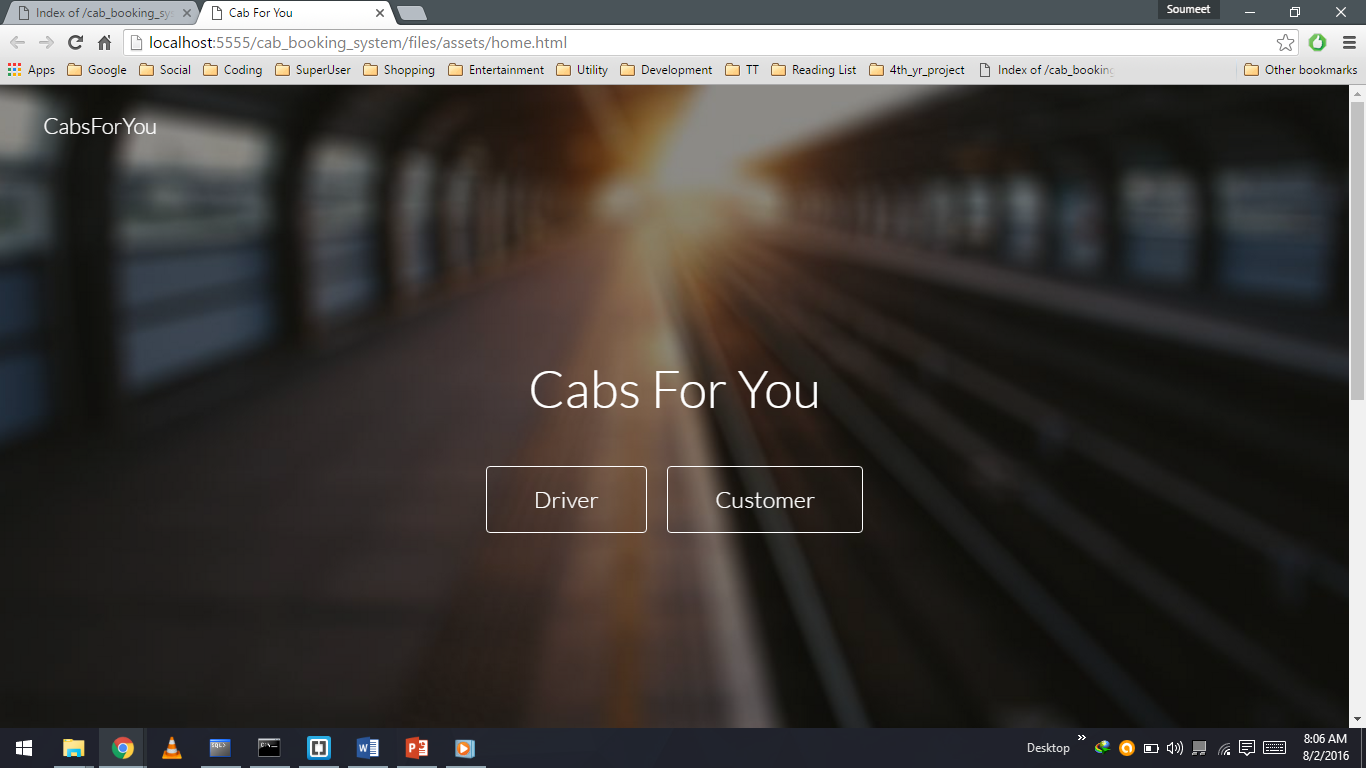 Soumeet
Index of /cab_booking_sy
Cab For You
localhost:5555/cab_booking_system/files/assets/home.html
Apps Google Social Coding SuperUser Shopping Entertainment Utility Development TT Reading List 4th_yr_project Index of /cab_booking Other bookmarks
CabsForYou
Cabs For You
Driver Customer
Desktop
8:06 AM
8/2/2016